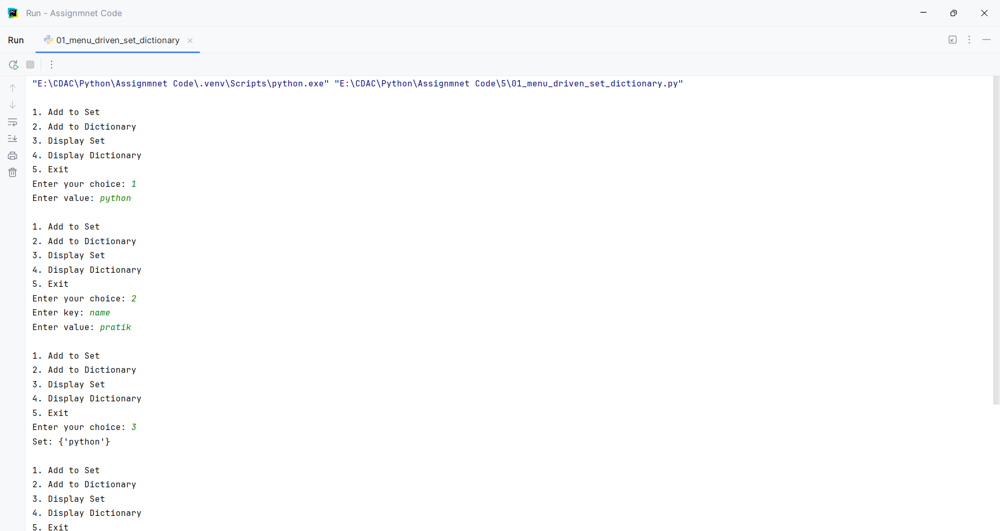 Run - Assignmnet Code
Run 01_menu_driven_set_dictionary
"E:\CDAC\Python\Assignmnet Code\.venv\Scripts\python.exe" "E:\CDAC\Python\Assignmnet Code\5\01_menu_driven_set_dictionary.py"

1. Add to Set
2. Add to Dictionary
3. Display Set
4. Display Dictionary
5. Exit
Enter your choice: 1
Enter value: python

1. Add to Set
2. Add to Dictionary
3. Display Set
4. Display Dictionary
5. Exit
Enter your choice: 2
Enter key: name
Enter value: pratik

1. Add to Set
2. Add to Dictionary
3. Display Set
4. Display Dictionary
5. Exit
Enter your choice: 3
Set: {'python'}

1. Add to Set
2. Add to Dictionary
3. Display Set
4. Display Dictionary
5. Exit